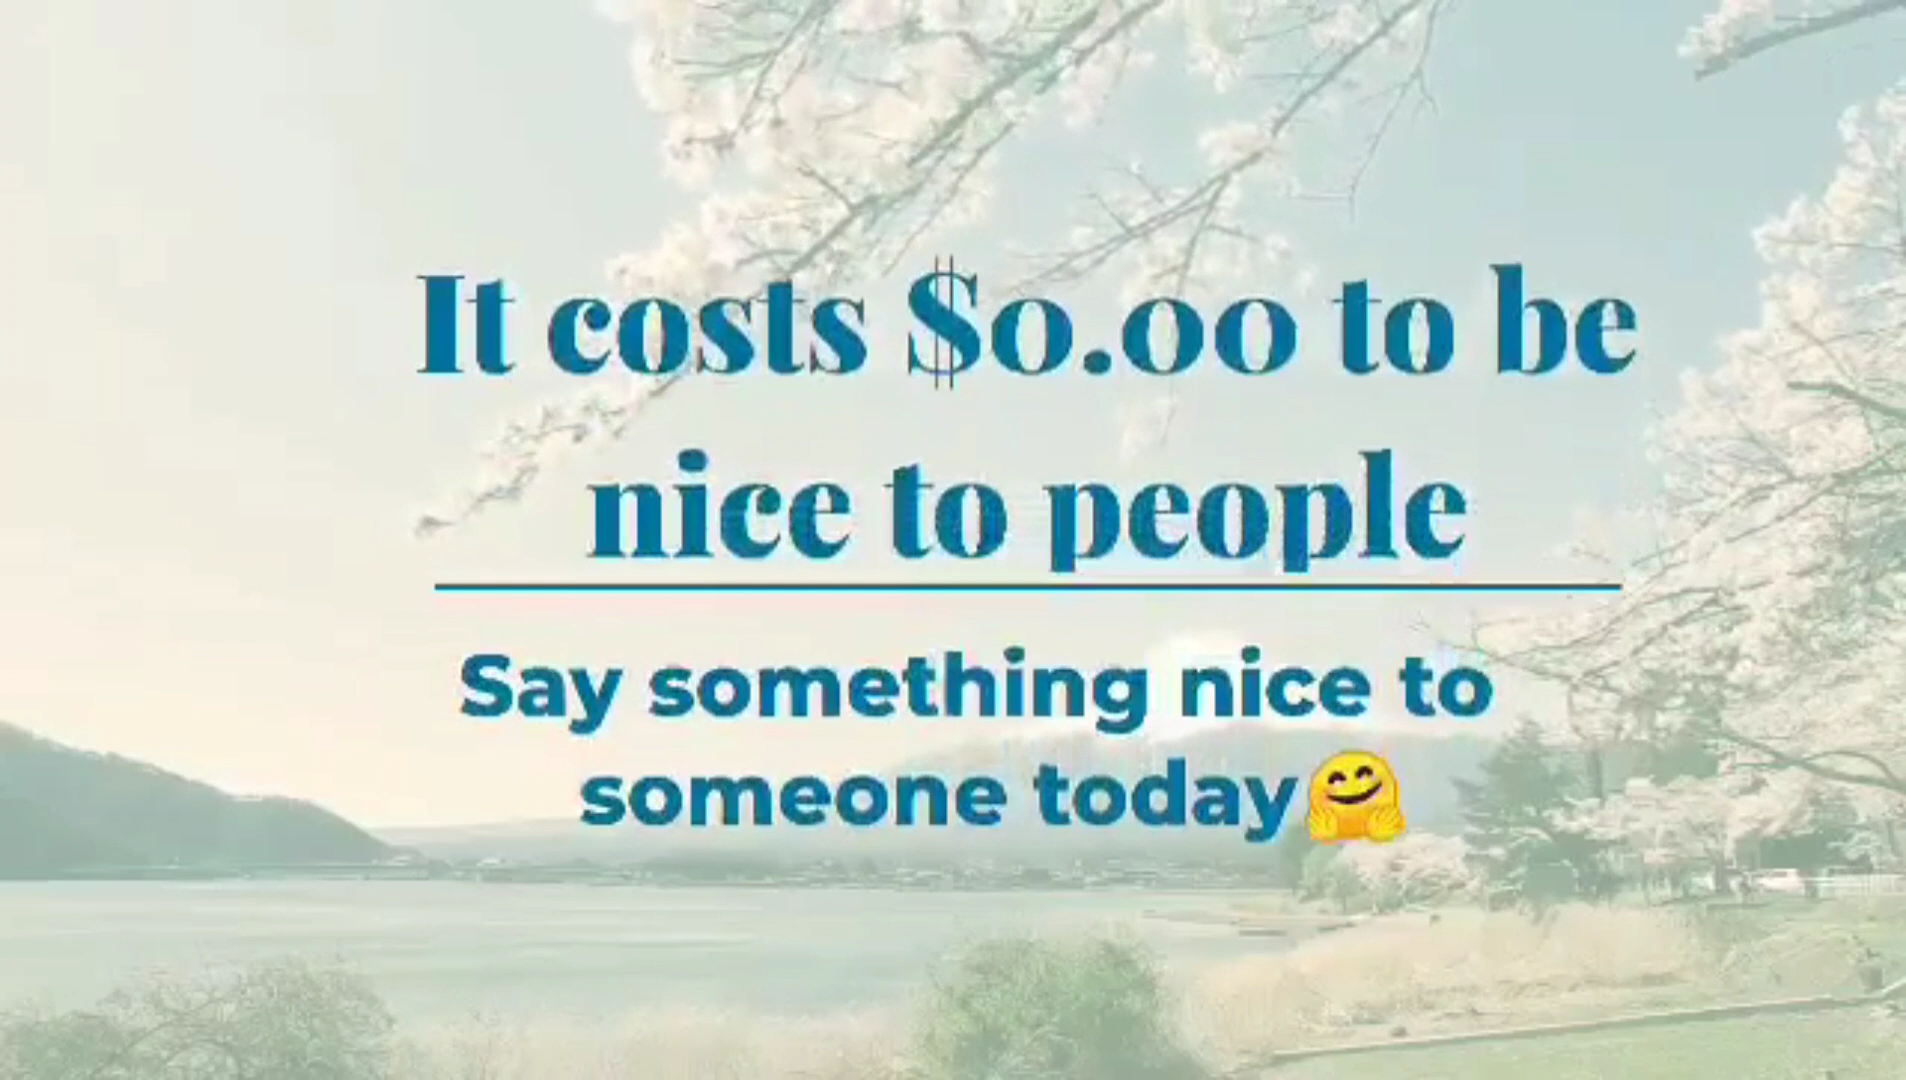 It costs $0.00 to be
nice to people
Say something nice to
someone today🤗